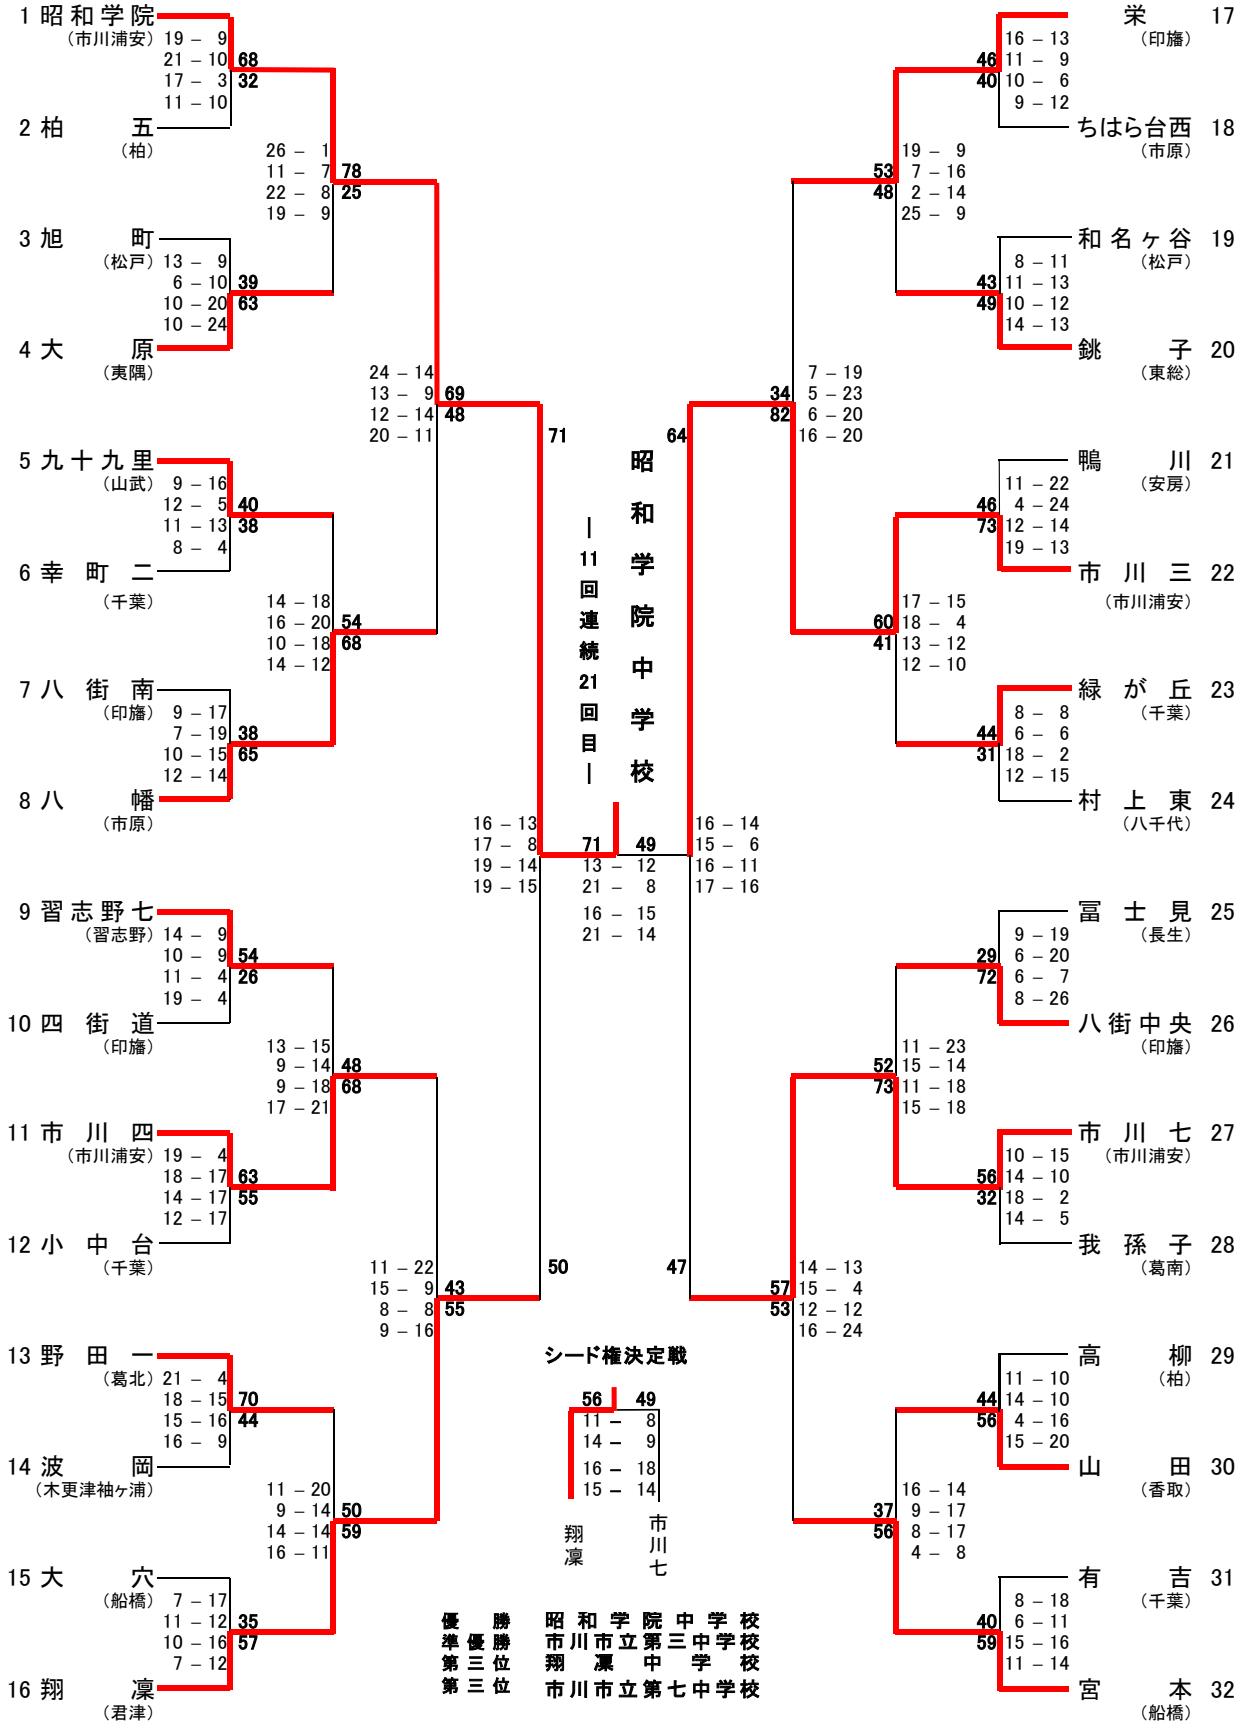 1 昭和学院
(市川浦安)
19 － 9
21 － 10
17 － 3
11 － 10
68
32
2 柏 五
(柏)
26 － 1
11 － 7
22 － 8
19 － 9
78
25
3 旭 町
(松戸)
13 － 9
6 － 10
10 － 20
10 － 24
39
63
4 大 原
(夷隅)
24 － 14
13 － 9
12 － 14
20 － 11
69
48
5 九十九里
(山武)
9 － 16
12 － 5
11 － 13
8 － 4
40
38
6 幸 町 二
(千葉)
14 － 18
16 － 20
10 － 18
14 － 12
54
68
7 八 街 南
(印旛)
9 － 17
7 － 19
10 － 15
12 － 14
38
65
8 八 幡
(市原)
16 － 13
17 － 8
19 － 14
19 － 15
71
50
9 習志野七
(習志野)
14 － 9
10 － 9
11 － 4
19 － 4
54
26
10 四 街 道
(印旛)
13 － 15
9 － 14
9 － 18
17 － 21
48
68
11 市 川 四
(市川浦安)
19 － 4
18 － 17
14 － 17
12 － 17
63
55
12 小 中 台
(千葉)
11 － 22
15 － 9
8 － 8
9 － 16
43
55
13 野 田 一
(葛北)
21 － 4
18 － 15
15 － 16
16 － 9
70
44
14 波 岡
(木更津袖ヶ浦)
11 － 20
9 － 14
14 － 14
16 － 11
50
59
15 大 穴
(船橋)
7 － 17
11 － 12
10 － 16
7 － 12
35
57
16 翔 凜
(君津)
昭和学院中学校
｜11回連続21回目｜
71 49
13 － 12
21 － 8
16 － 15
21 － 14
シード権決定戦
56 49
11 － 8
14 － 9
16 － 18
15 － 14
翔凜
市川七
優 勝 昭和学院中学校
準優勝 市川市立第三中学校
第三位 翔凜中学校
第三位 市川市立第七中学校
栄 17
(印旛)
16 － 13
11 － 9
10 － 6
9 － 12
46
40
ちはら台西 18
(市原)
19 － 9
7 － 16
2 － 14
25 － 9
53
48
和名ヶ谷 19
(松戸)
8 － 11
11 － 13
10 － 12
14 － 13
43
49
銚 子 20
(東総)
7 － 19
5 － 23
6 － 20
16 － 20
34
82
鴨 川 21
(安房)
11 － 22
4 － 24
12 － 14
19 － 13
46
73
市 川 三 22
(市川浦安)
17 － 15
18 － 4
13 － 12
12 － 10
60
41
緑 が 丘 23
(千葉)
8 － 8
6 － 6
18 － 2
12 － 15
44
31
村 上 東 24
(八千代)
16 － 14
15 － 6
16 － 11
17 － 16
64
47
冨 士 見 25
(長生)
9 － 19
6 － 20
6 － 7
8 － 26
29
72
八街中央 26
(印旛)
11 － 23
15 － 14
11 － 18
15 － 18
52
73
市 川 七 27
(市川浦安)
10 － 15
14 － 10
18 － 2
14 － 5
56
32
我 孫 子 28
(葛南)
14 － 13
15 － 4
12 － 12
16 － 24
57
53
高 柳 29
(柏)
11 － 10
14 － 10
4 － 16
15 － 20
44
56
山 田 30
(香取)
16 － 14
9 － 17
8 － 17
4 － 8
37
56
有 吉 31
(千葉)
8 － 18
6 － 11
15 － 16
11 － 14
40
59
宮 本 32
(船橋)